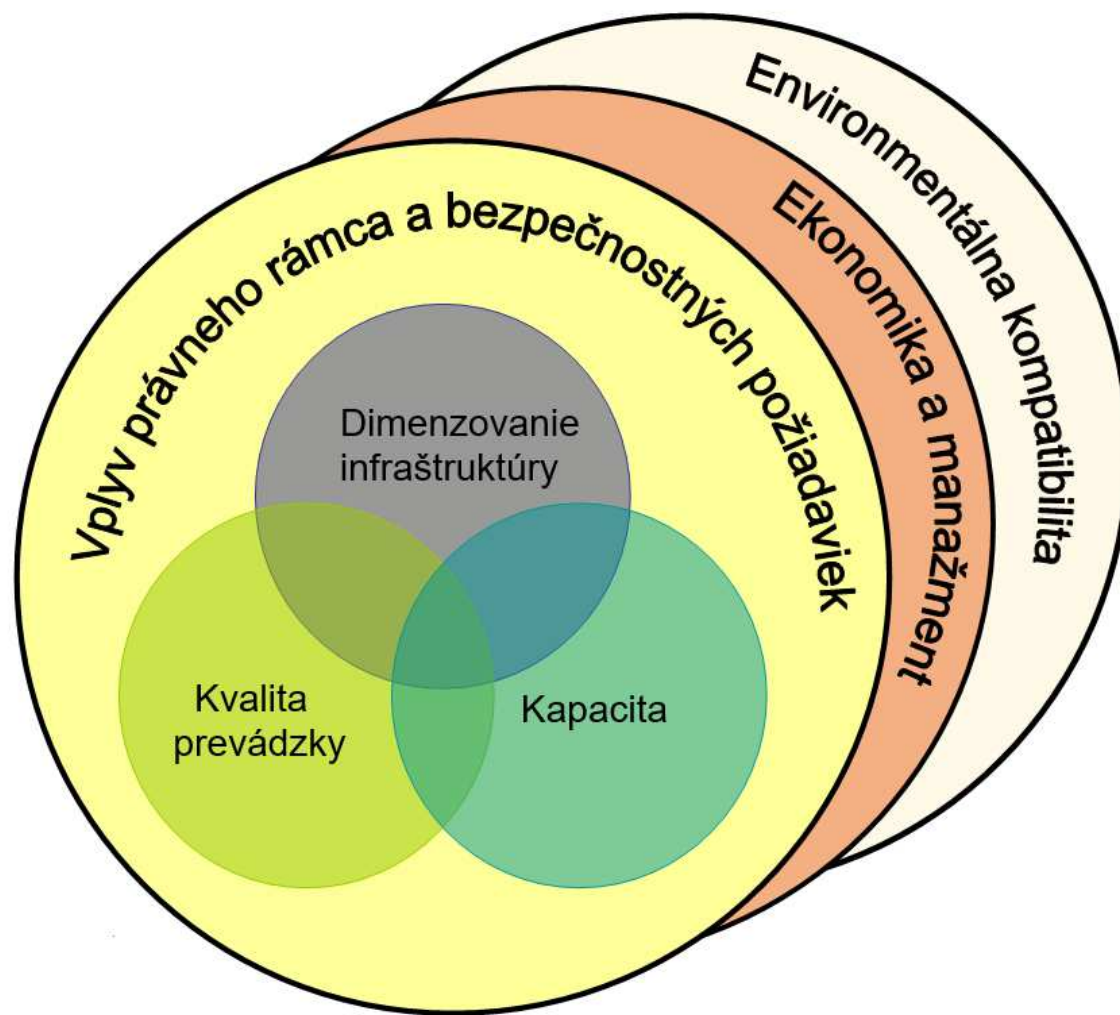 Environmentálna kompatibilita
Ekonomika a manažment
Vplyv právneho rámca a bezpečnostných požiadaviek
Dimenzovanie
infraštruktúry
Kvalita
prevádzky
Kapacita